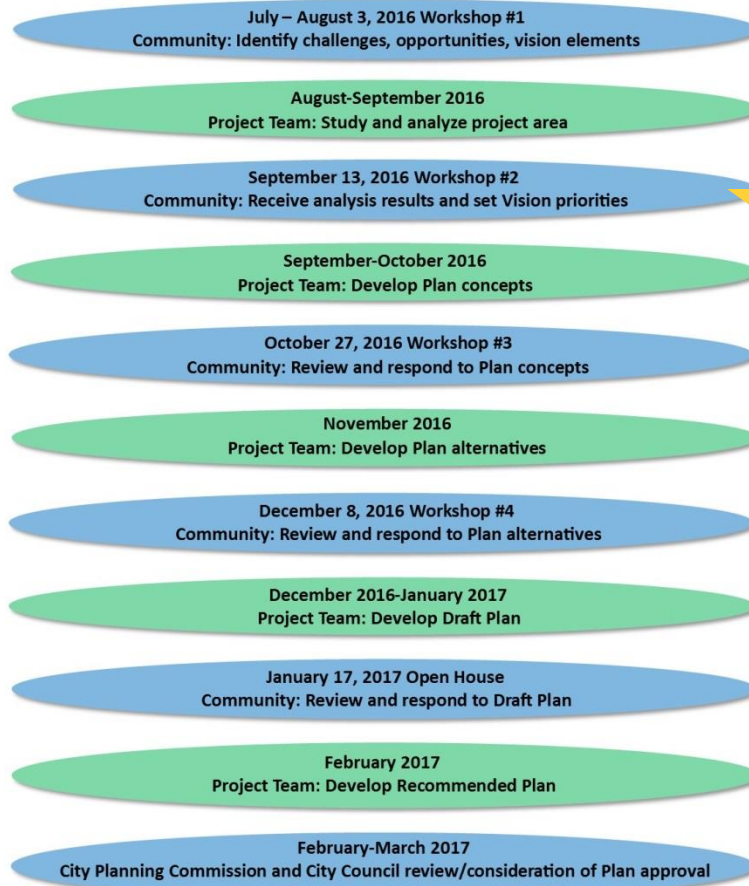 July – August 3, 2016 Workshop #1
Community: Identify challenges, opportunities, vision elements
August-September 2016
Project Team: Study and analyze project area
September 13, 2016 Workshop #2
Community: Receive analysis results and set Vision priorities
September-October 2016
Project Team: Develop Plan concepts
October 27, 2016 Workshop #3
Community: Review and respond to Plan concepts
November 2016
Project Team: Develop Plan alternatives
December 8, 2016 Workshop #4
Community: Review and respond to Plan alternatives
December 2016-January 2017
Project Team: Develop Draft Plan
January 17, 2017 Open House
Community: Review and respond to Draft Plan
February 2017
Project Team: Develop Recommended Plan
February-March 2017
City Planning Commission and City Council review/consideration of Plan approval